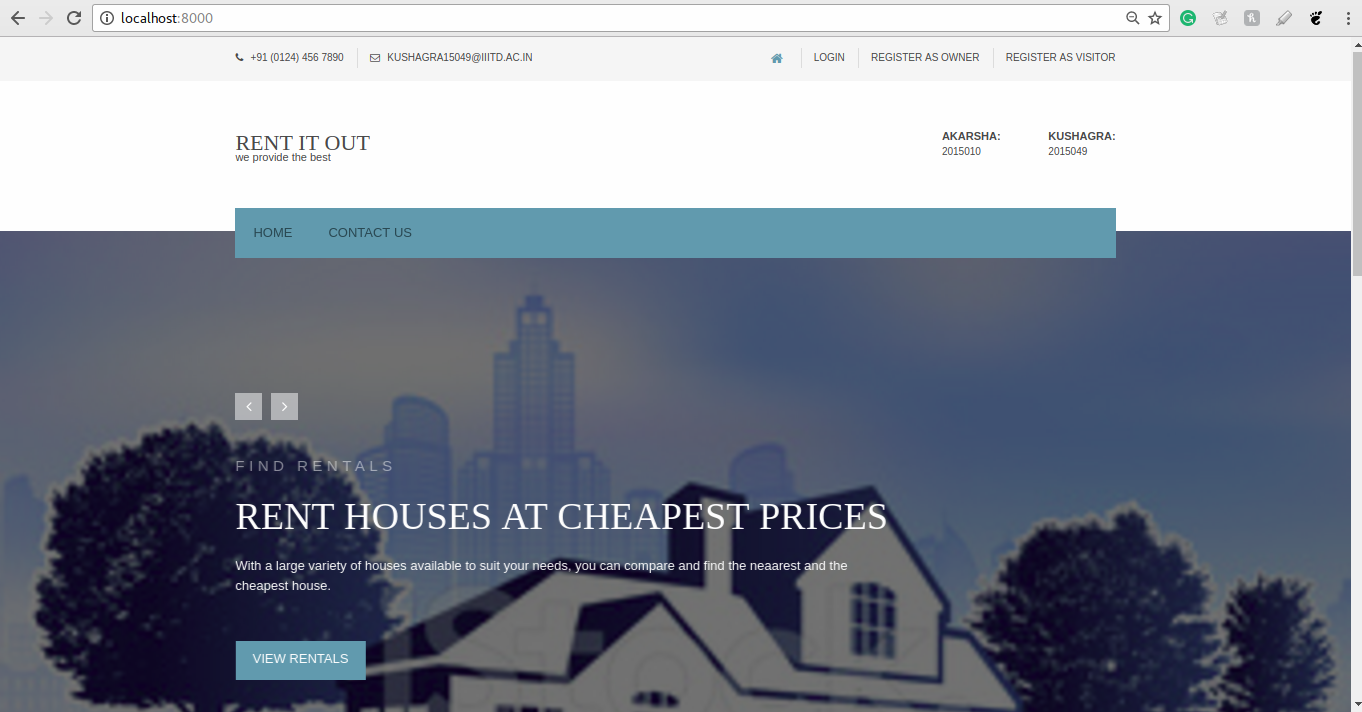 localhost:8000
+91 (0124) 456 7890 KUSHAGRA15049@IIITD.AC.IN LOGIN REGISTER AS OWNER REGISTER AS VISITOR
RENT IT OUT
we provide the best
AKARSHA: KUSHAGRA:
2015010 2015049
HOME CONTACT US
FIND RENTALS
RENT HOUSES AT CHEAPEST PRICES
With a large variety of houses available to suit your needs, you can compare and find the neaarest and the
cheapest house.
VIEW RENTALS